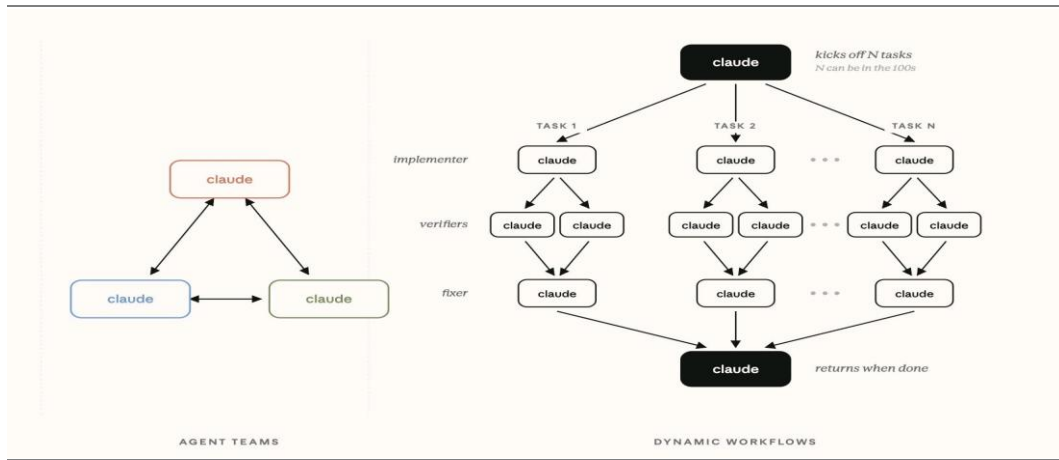 claude
claude
claude
AGENT TEAMS
claude
kicks off N tasks
N can be in the 100s
TASK 1
TASK 2
TASK N
implementer
claude
claude
claude
verifiers
claude
claude
claude
claude
claude
claude
fixer
claude
claude
claude
claude
returns when done
DYNAMIC WORKFLOWS